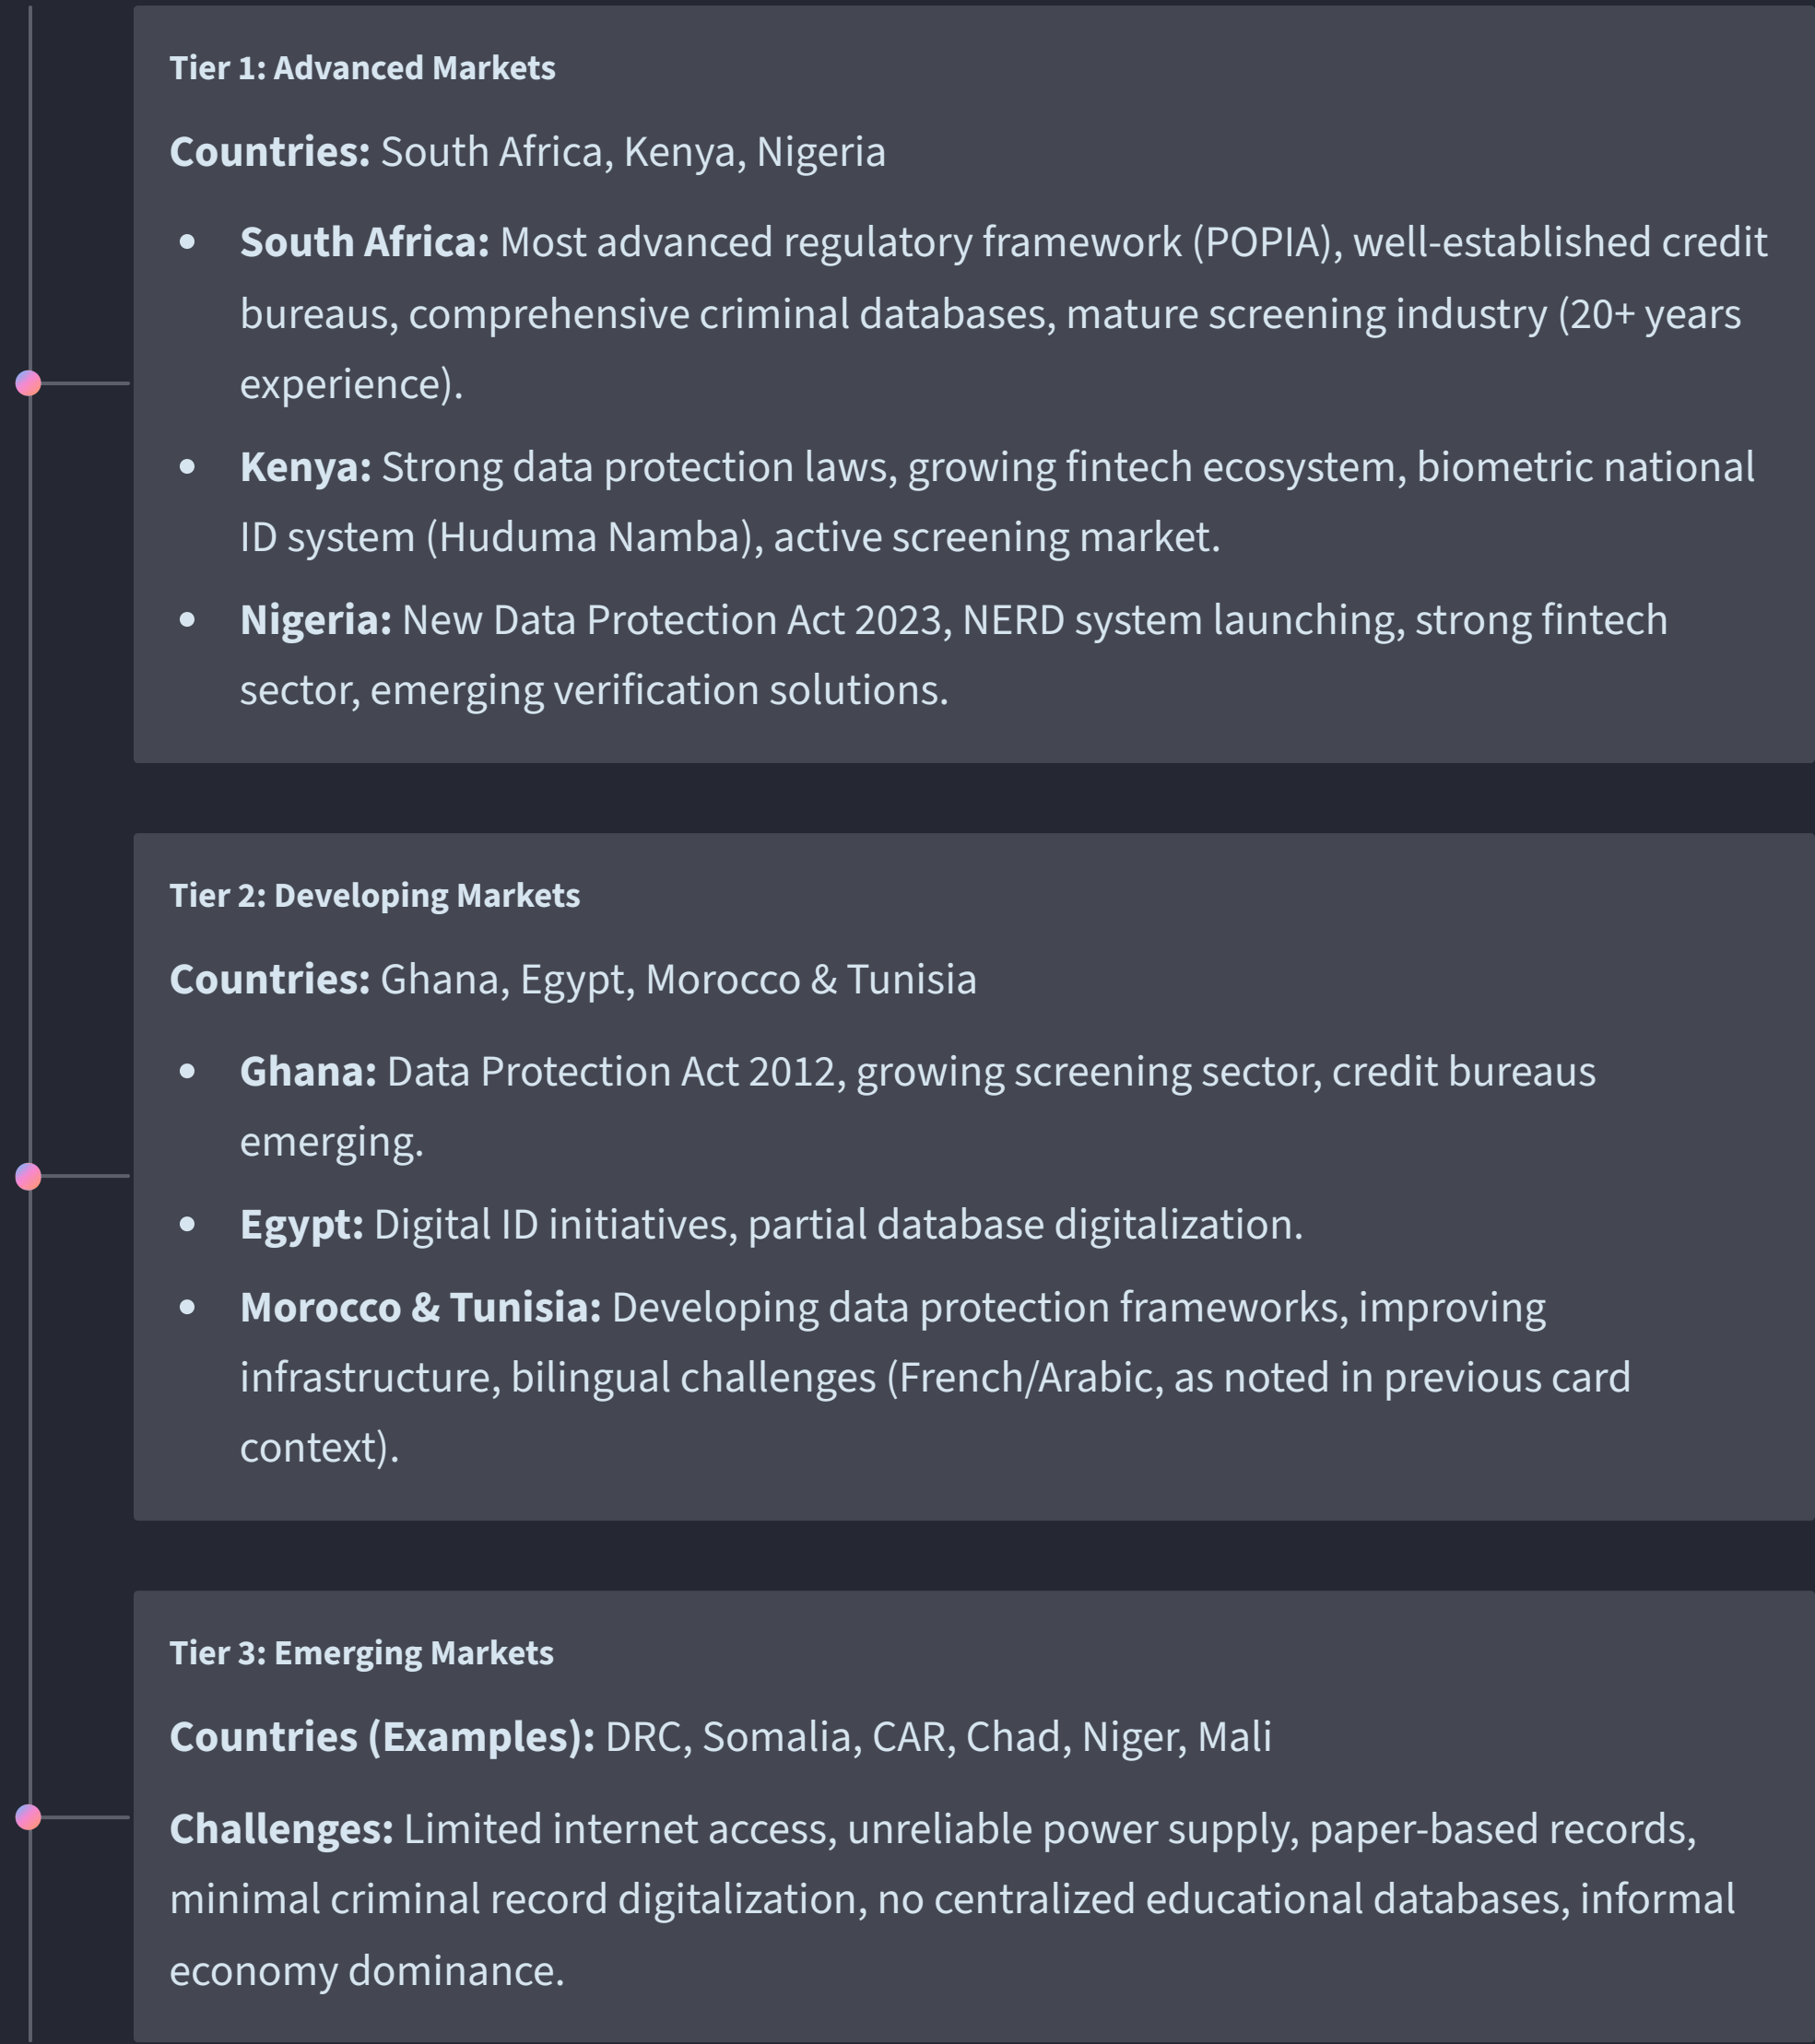 Tier 1: Advanced Markets
Countries: South Africa, Kenya, Nigeria
• South Africa: Most advanced regulatory framework (POPIA), well-established credit
bureaus, comprehensive criminal databases, mature screening industry (20+ years
experience).
• Kenya: Strong data protection laws, growing fintech ecosystem, biometric national
ID system (Huduma Namba), active screening market.
• Nigeria: New Data Protection Act 2023, NERD system launching, strong fintech
sector, emerging verification solutions.
Tier 2: Developing Markets
Countries: Ghana, Egypt, Morocco & Tunisia
• Ghana: Data Protection Act 2012, growing screening sector, credit bureaus
emerging.
• Egypt: Digital ID initiatives, partial database digitalization.
• Morocco & Tunisia: Developing data protection frameworks, improving
infrastructure, bilingual challenges (French/Arabic, as noted in previous card
context).
Tier 3: Emerging Markets
Countries (Examples): DRC, Somalia, CAR, Chad, Niger, Mali
Challenges: Limited internet access, unreliable power supply, paper-based records,
minimal criminal record digitalization, no centralized educational databases, informal
economy dominance.